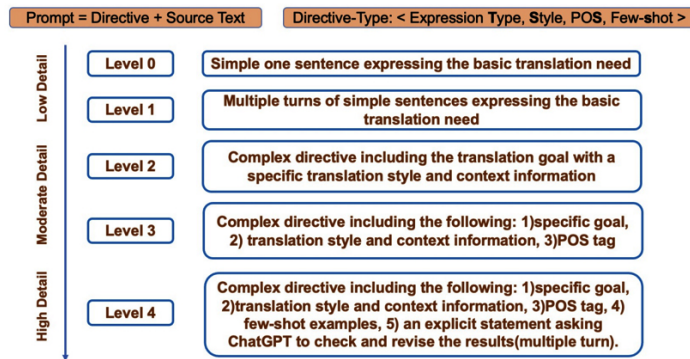 Prompt = Directive + Source Text
Directive-Type: < Expression Type, Style, POS, Few-shot >
Low Detail
Level 0
Simple one sentence expressing the basic translation need
Level 1
Multiple turns of simple sentences expressing the basic
translation need
Moderate Detail
Level 2
Complex directive including the translation goal with a
specific translation style and context information
Level 3
Complex directive including the following: 1)specific goal,
2) translation style and context information, 3)POS tag
High Detail
Level 4
Complex directive including the following: 1)specific goal,
2)translation style and context information, 3)POS tag, 4)
few-shot examples, 5) an explicit statement asking
ChatGPT to check and revise the results(multiple turn).